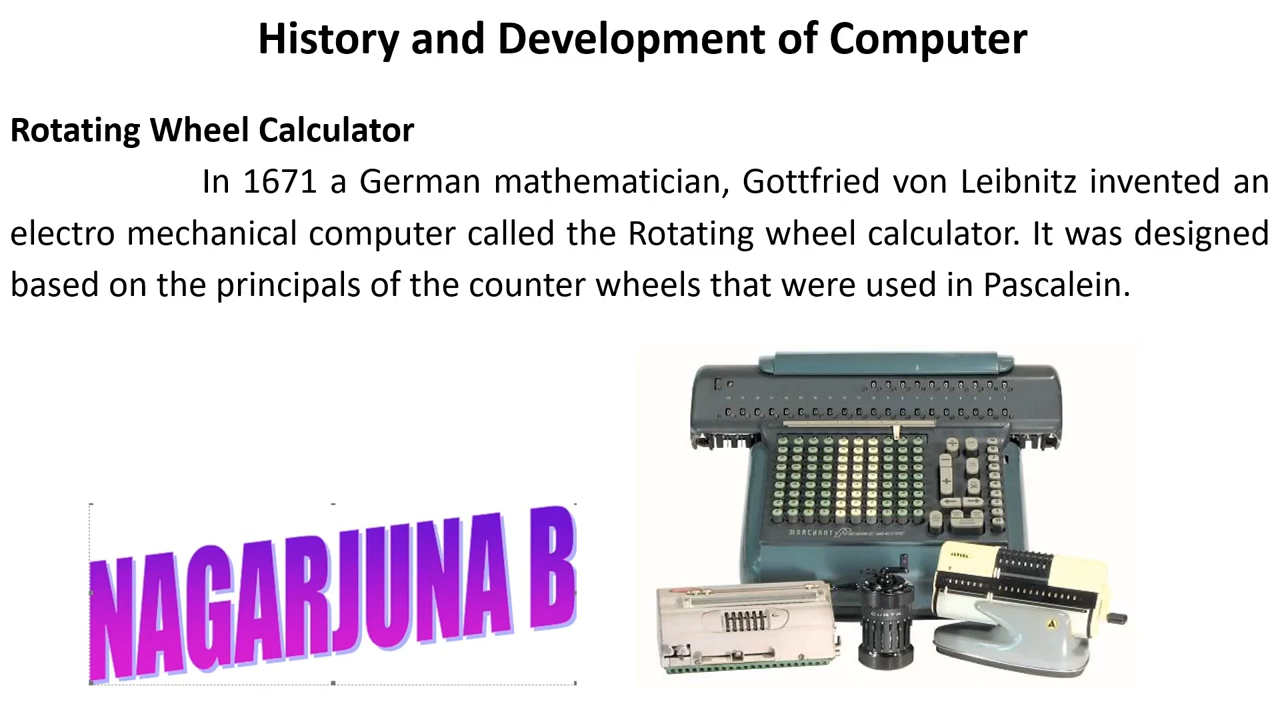 History and Development of Computer
Rotating Wheel Calculator
In 1671 a German mathematician, Gottfried von Leibnitz invented an
electro mechanical computer called the Rotating wheel calculator. It was designed
based on the principals of the counter wheels that were used in Pascalein.
NAGARJUNA B
MARCHANT
CURTA